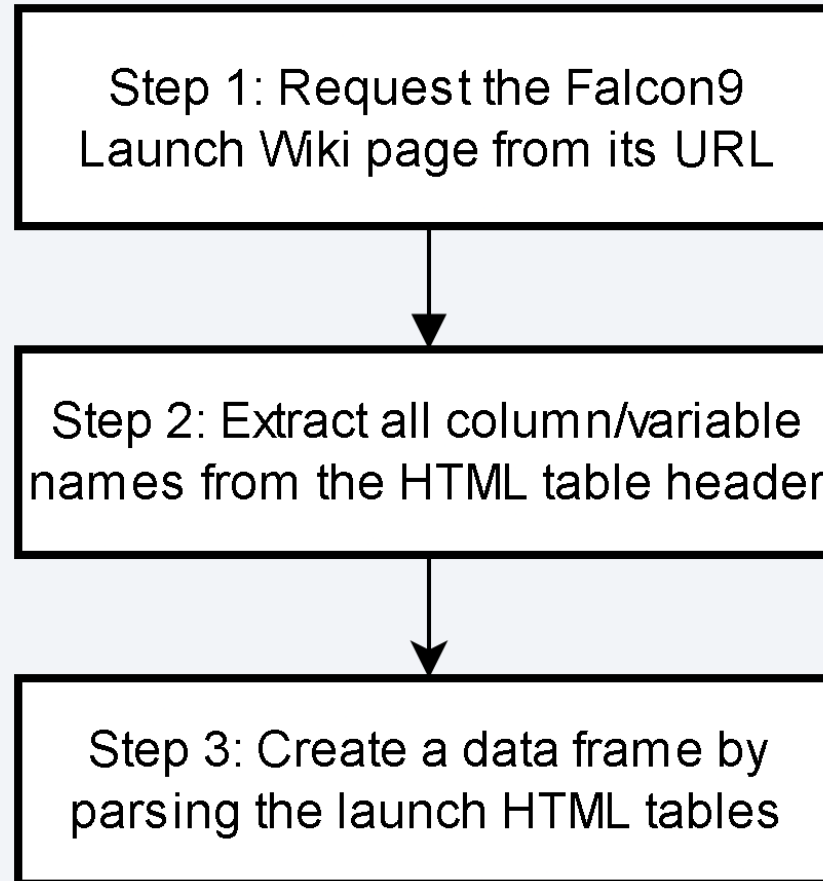 Step 1: Request the Falcon9
Launch Wiki page from its URL
Step 2: Extract all column/variable
names from the HTML table header
Step 3: Create a data frame by
parsing the launch HTML tables